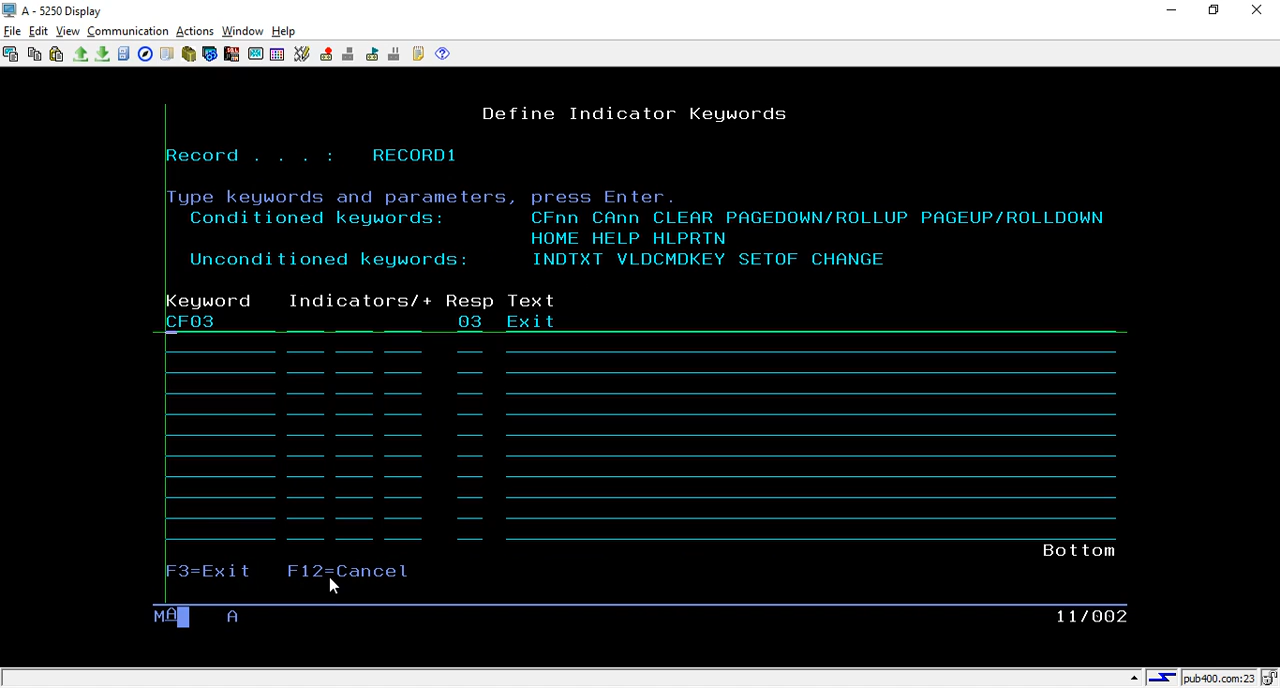 A - 5250 Display
File Edit View Communication Actions Window Help
Define Indicator Keywords
Record . . . : RECORD1
Type keywords and parameters, press Enter.
Conditioned keywords: CFnn CAnn CLEAR PAGEDOWN/ROLLUP PAGEUP/ROLLDOWN
HOME HELP HLPRTN
Unconditioned keywords: INDTXT VLDCMDKEY SETOF CHANGE
Keyword Indicators/+ Resp Text
CF03 03 Exit
Bottom
F3=Exit F12=Cancel
MA A 11/002
pub400.com:23